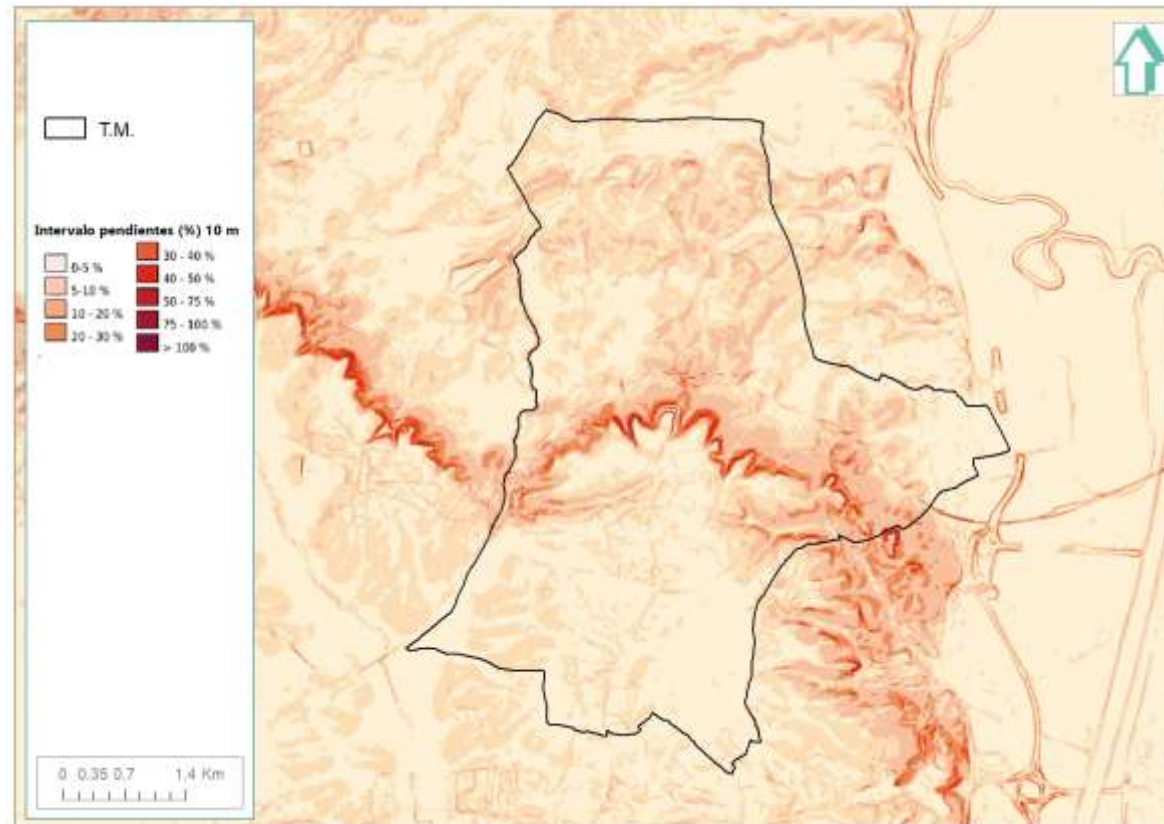 T.M.
Intervalo pendientes (%) 10 m
0-5 %
5-10 %
10 - 20 %
20 - 30 %
30 - 40 %
40 - 50 %
50 - 75 %
75 - 100 %
> 100 %
0 0.35 0.7 1.4 Km